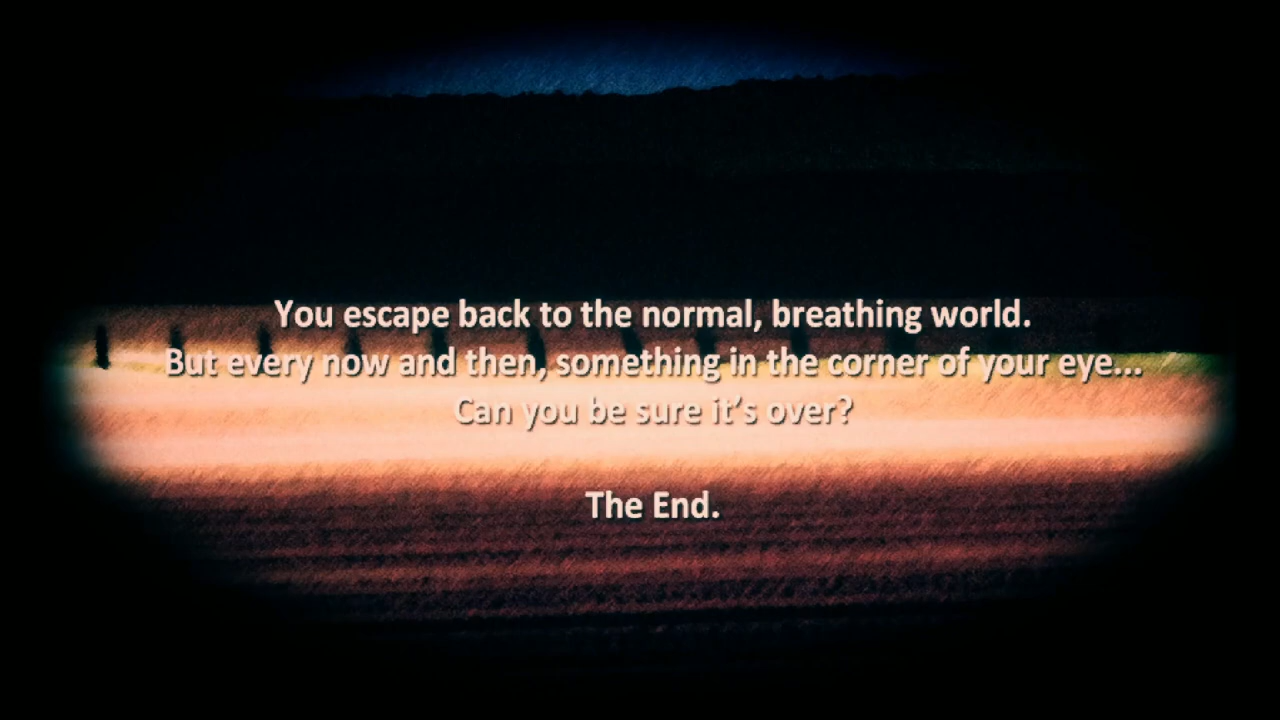 You escape back to the normal, breathing world.
But every now and then, something in the corner of your eye...
Can you be sure it’s over?
The End.